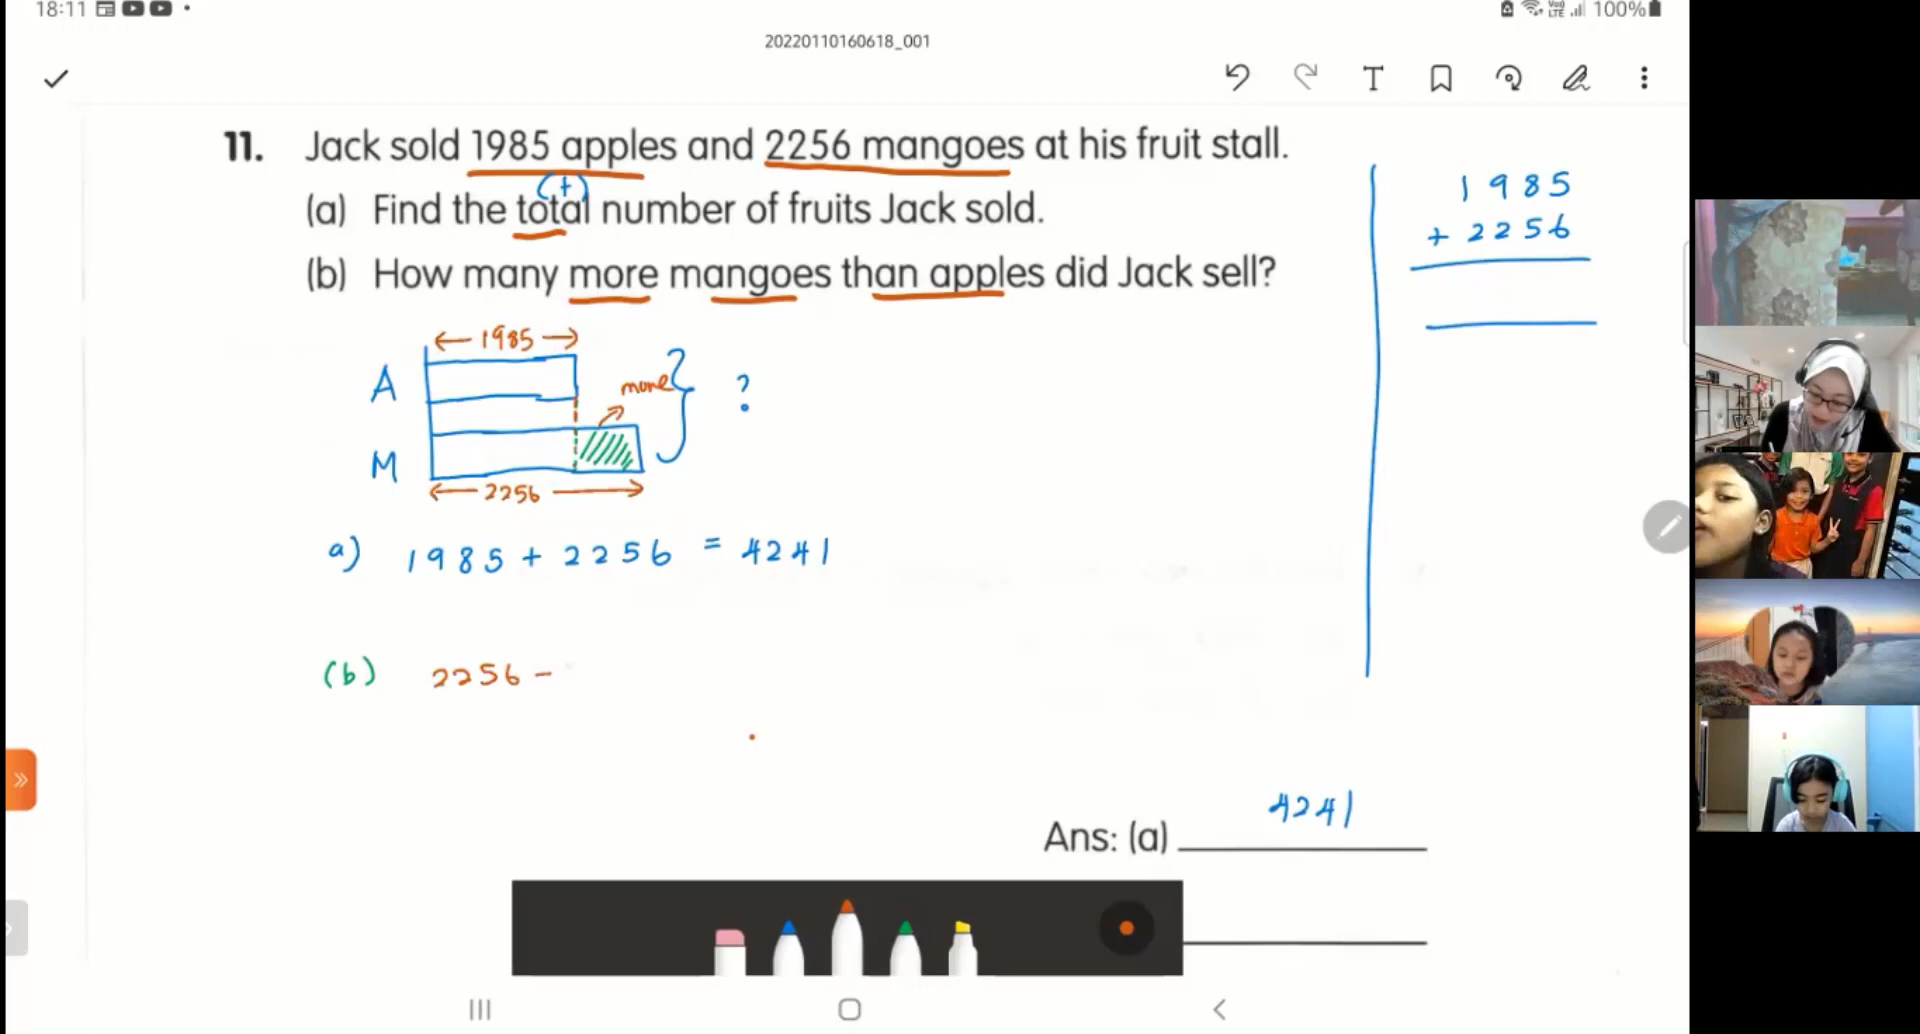 18:11
100%
20220110160618_001
T
11. Jack sold 1985 apples and 2256 mangoes at his fruit stall.
(+)
(a) Find the total number of fruits Jack sold.
(b) How many more mangoes than apples did Jack sell?
1985
+ 2256
1985
A
more
?
M
2256
a) 1985 + 2256 = 4241
(b) 2256 -
4241
Ans: (a)